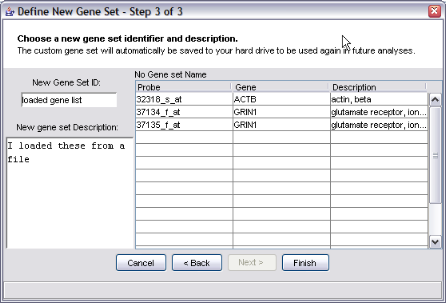 Define New Gene Set - Step 3 of 3
Choose a new gene set identifier and description.
The custom gene set will automatically be saved to your hard drive to be used again in future analyses.
New Gene Set ID:
loaded gene list
New gene set Description:
I loaded these from a
file
No Gene set Name
Probe Gene Description
32318_s_at ACTB actin, beta
37134_f_at GRIN1 glutamate receptor, ion...
37135_f_at GRIN1 glutamate receptor, ion...
Cancel < Back Next > Finish